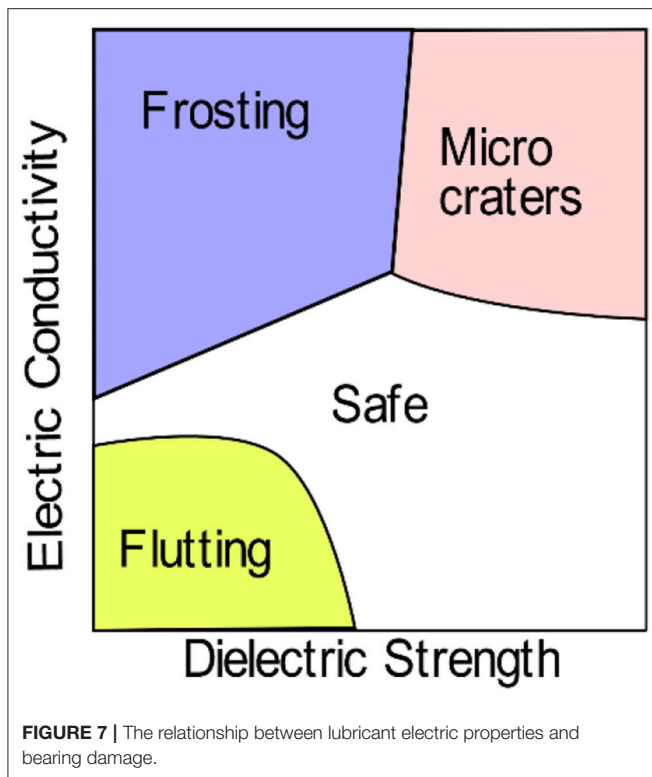 Frosting
Micro
craters
Electric Conductivity
Safe
Flutting
Dielectric Strength
FIGURE 7 | The relationship between lubricant electric properties and
bearing damage.